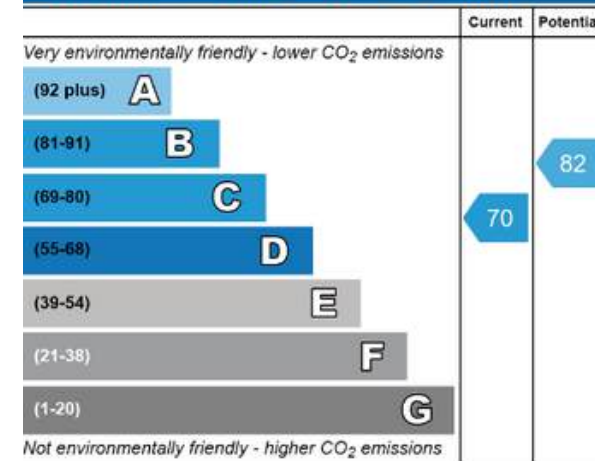 Current Potentia
Very environmentally friendly - lower CO2 emissions
(92 plus) A
(81-91) B
82
(69-80) C
70
(55-68) D
(39-54) E
(21-38) F
(1-20) G
Not environmentally friendly - higher CO2 emissions